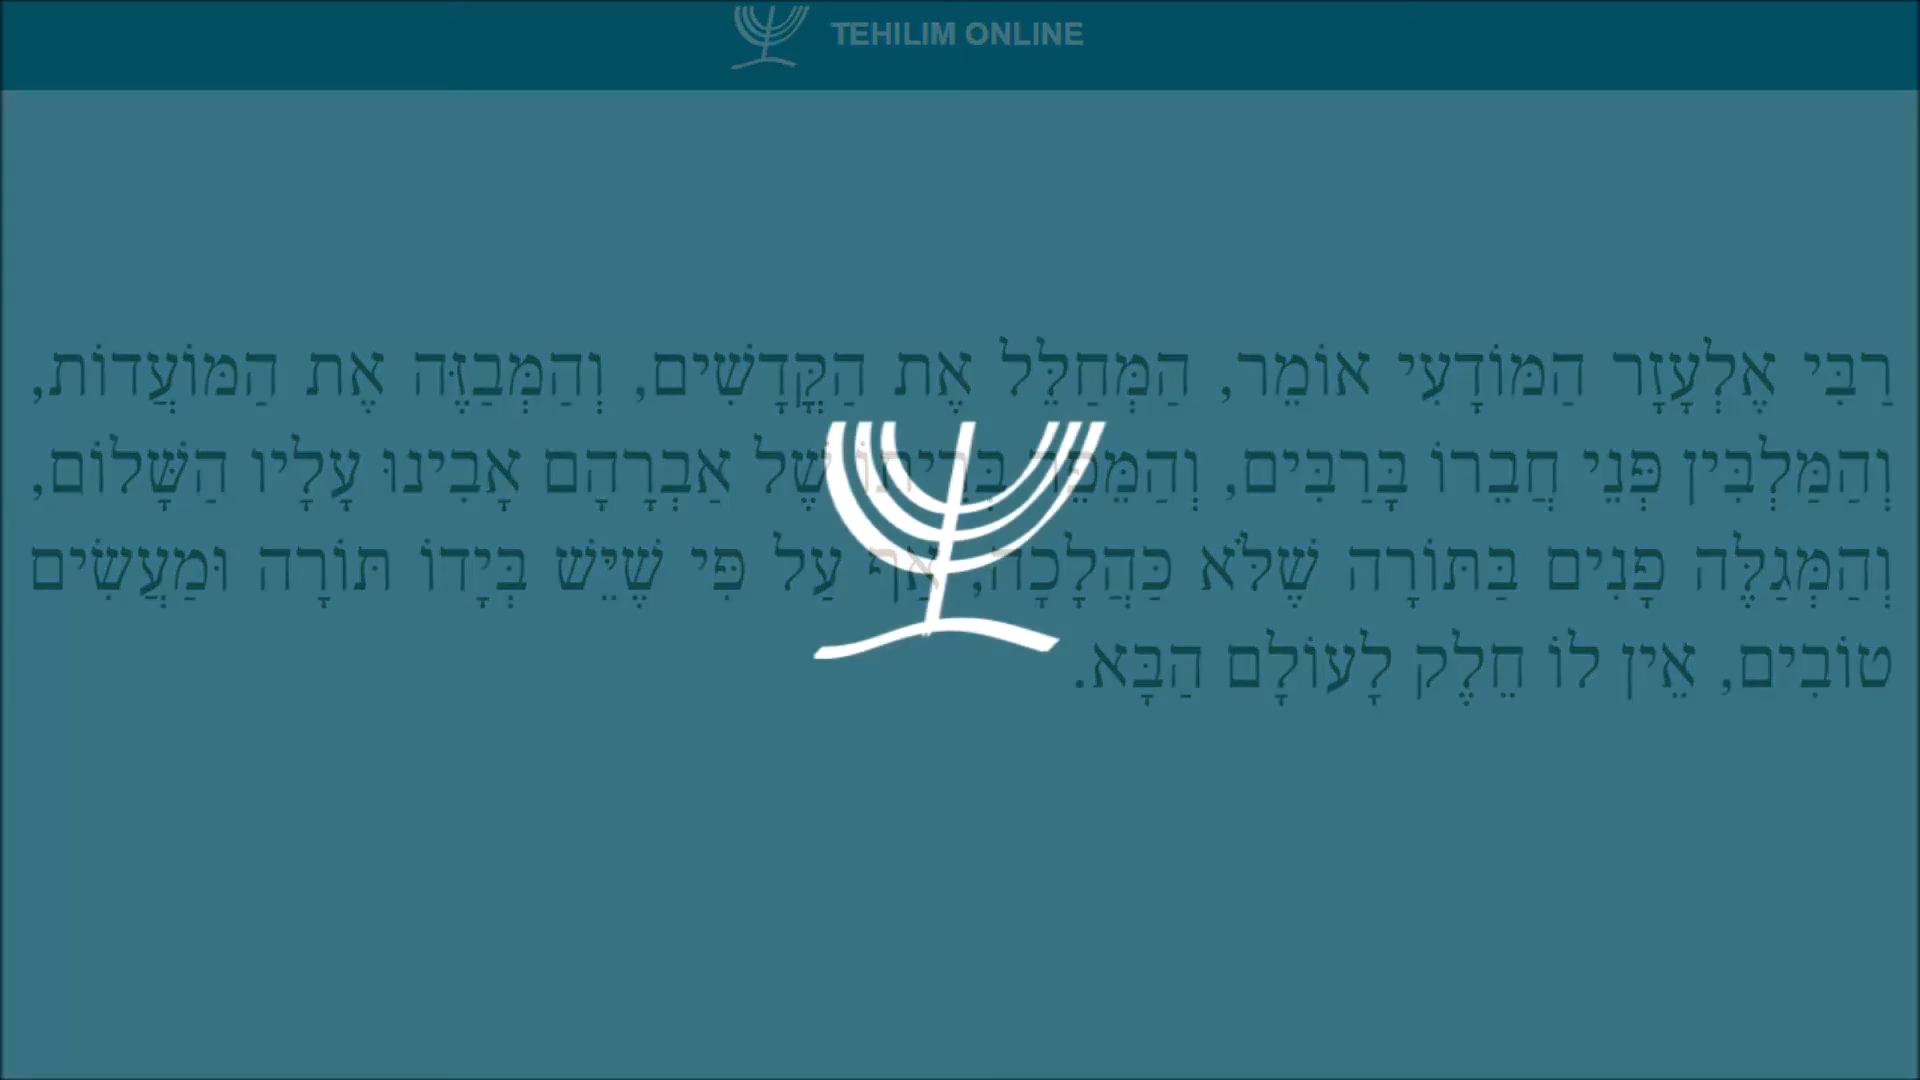 TEHILIM ONLINE
רַבִּי אֶלְעָזָר הַמּוֹדָעִי אוֹמֵר, הַמְּחַלֵּל אֶת הַקֳּדָשִׁים, וְהַמְּבַזֶּה אֶת הַמּוֹעֲדוֹת,
וְהַמַּלְבִּין פְּנֵי חֲבֵרוֹ בָּרַבִּים, וְהַמֵּפֵר בְּרִיתוֹ שֶׁל אַבְרָהָם אָבִינוּ עָלָיו הַשָּׁלוֹם,
וְהַמְּגַלֶּה פָנִים בַּתּוֹרָה שֶׁלֹּא כַּהֲלָכָה, אַף עַל פִּי שֶׁיֵּשׁ בְּיָדוֹ תּוֹרָה וּמַעֲשִׂים
טוֹבִים, אֵין לוֹ חֵלֶק לָעוֹלָם הַבָּא.